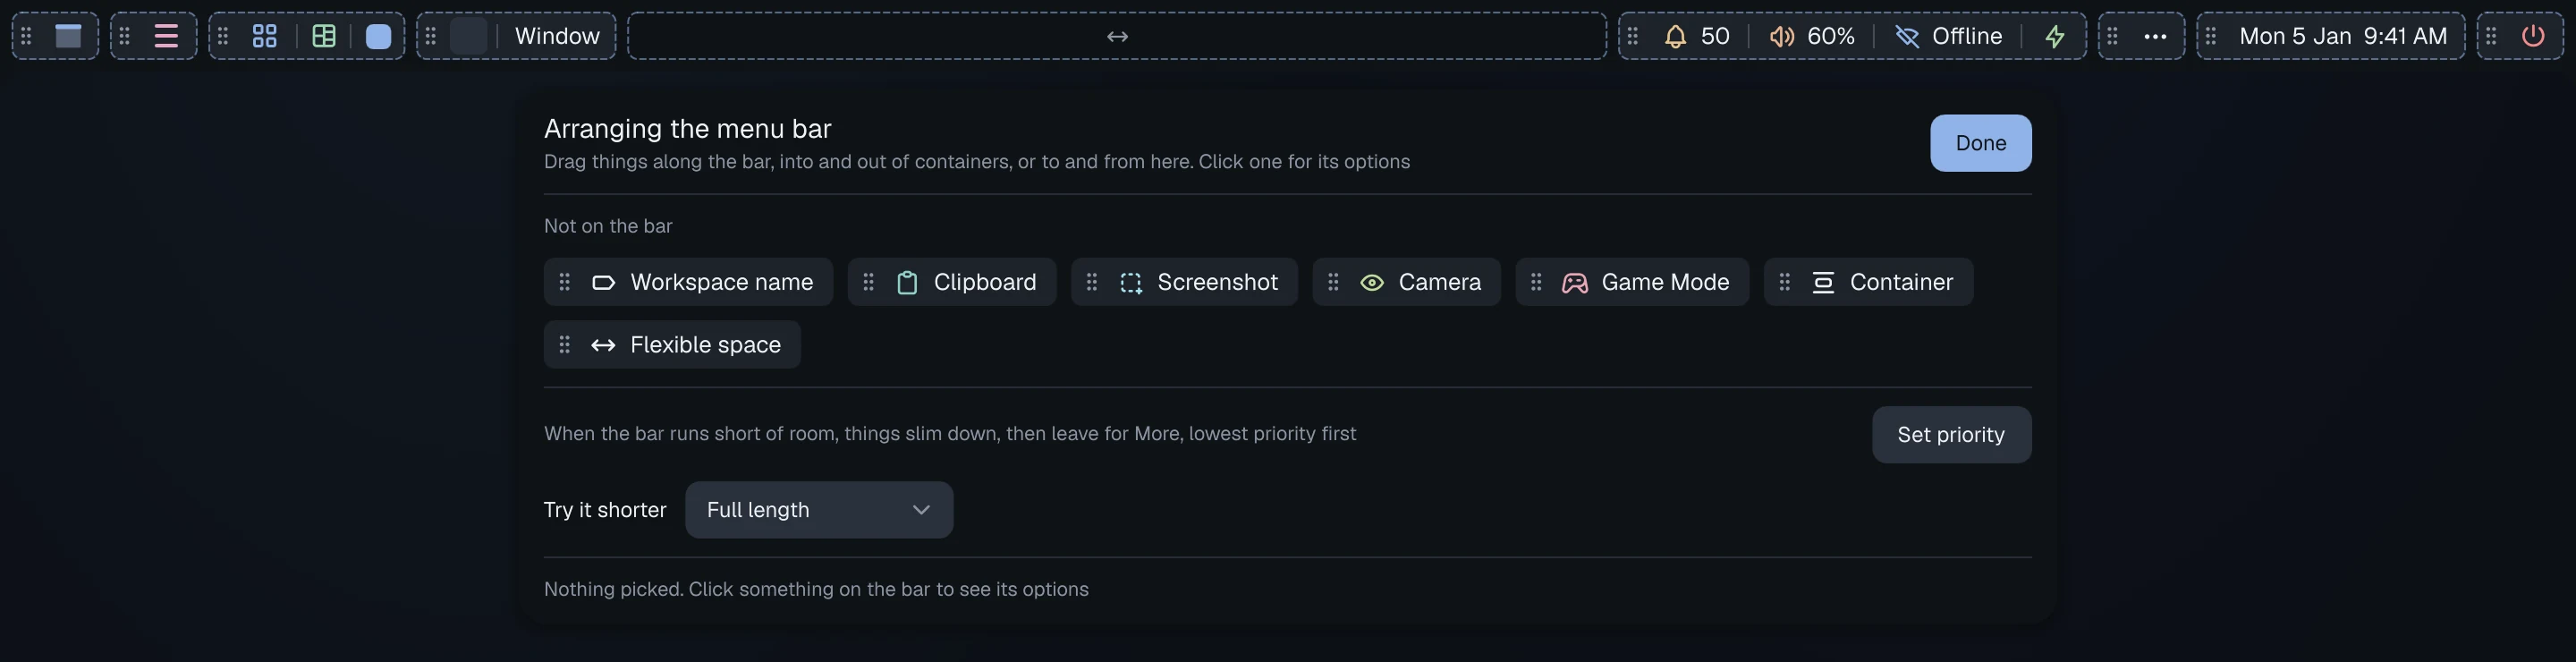 Window
50
60%
Offline
Mon 5 Jan 9:41 AM
Arranging the menu bar
Done
Drag things along the bar, into and out of containers, or to and from here. Click one for its options
Not on the bar
Workspace name
Clipboard
Screenshot
Camera
Game Mode
Container
Flexible space
When the bar runs short of room, things slim down, then leave for More, lowest priority first
Set priority
Try it shorter
Full length
Nothing picked. Click something on the bar to see its options